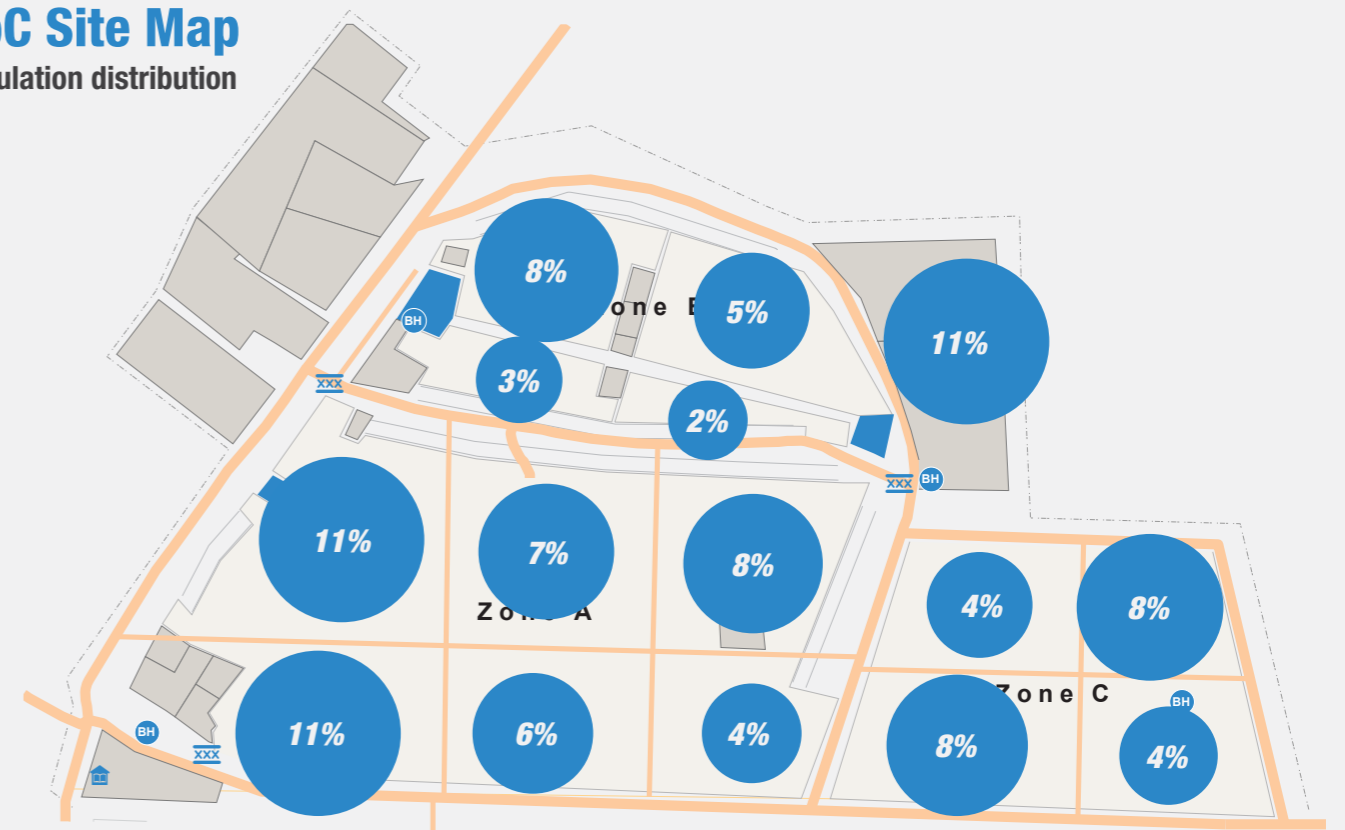 C Site Map
ulation distribution
8%
one
5%
BH
11%
3%
XXX
2%
XXX
BH
11%
7%
8%
4%
8%
Zone A
Zone C
BH
11%
6%
4%
8%
4%
BH
XXX